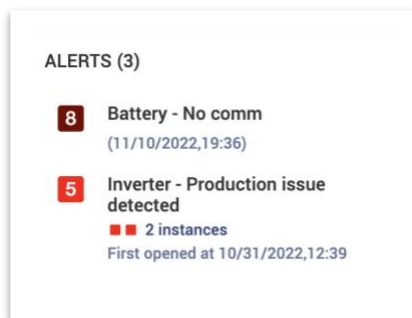 ALERTS (3)
8
Battery - No comm
(11/10/2022,19:36)
5
Inverter - Production issue
detected
2 instances
First opened at 10/31/2022,12:39